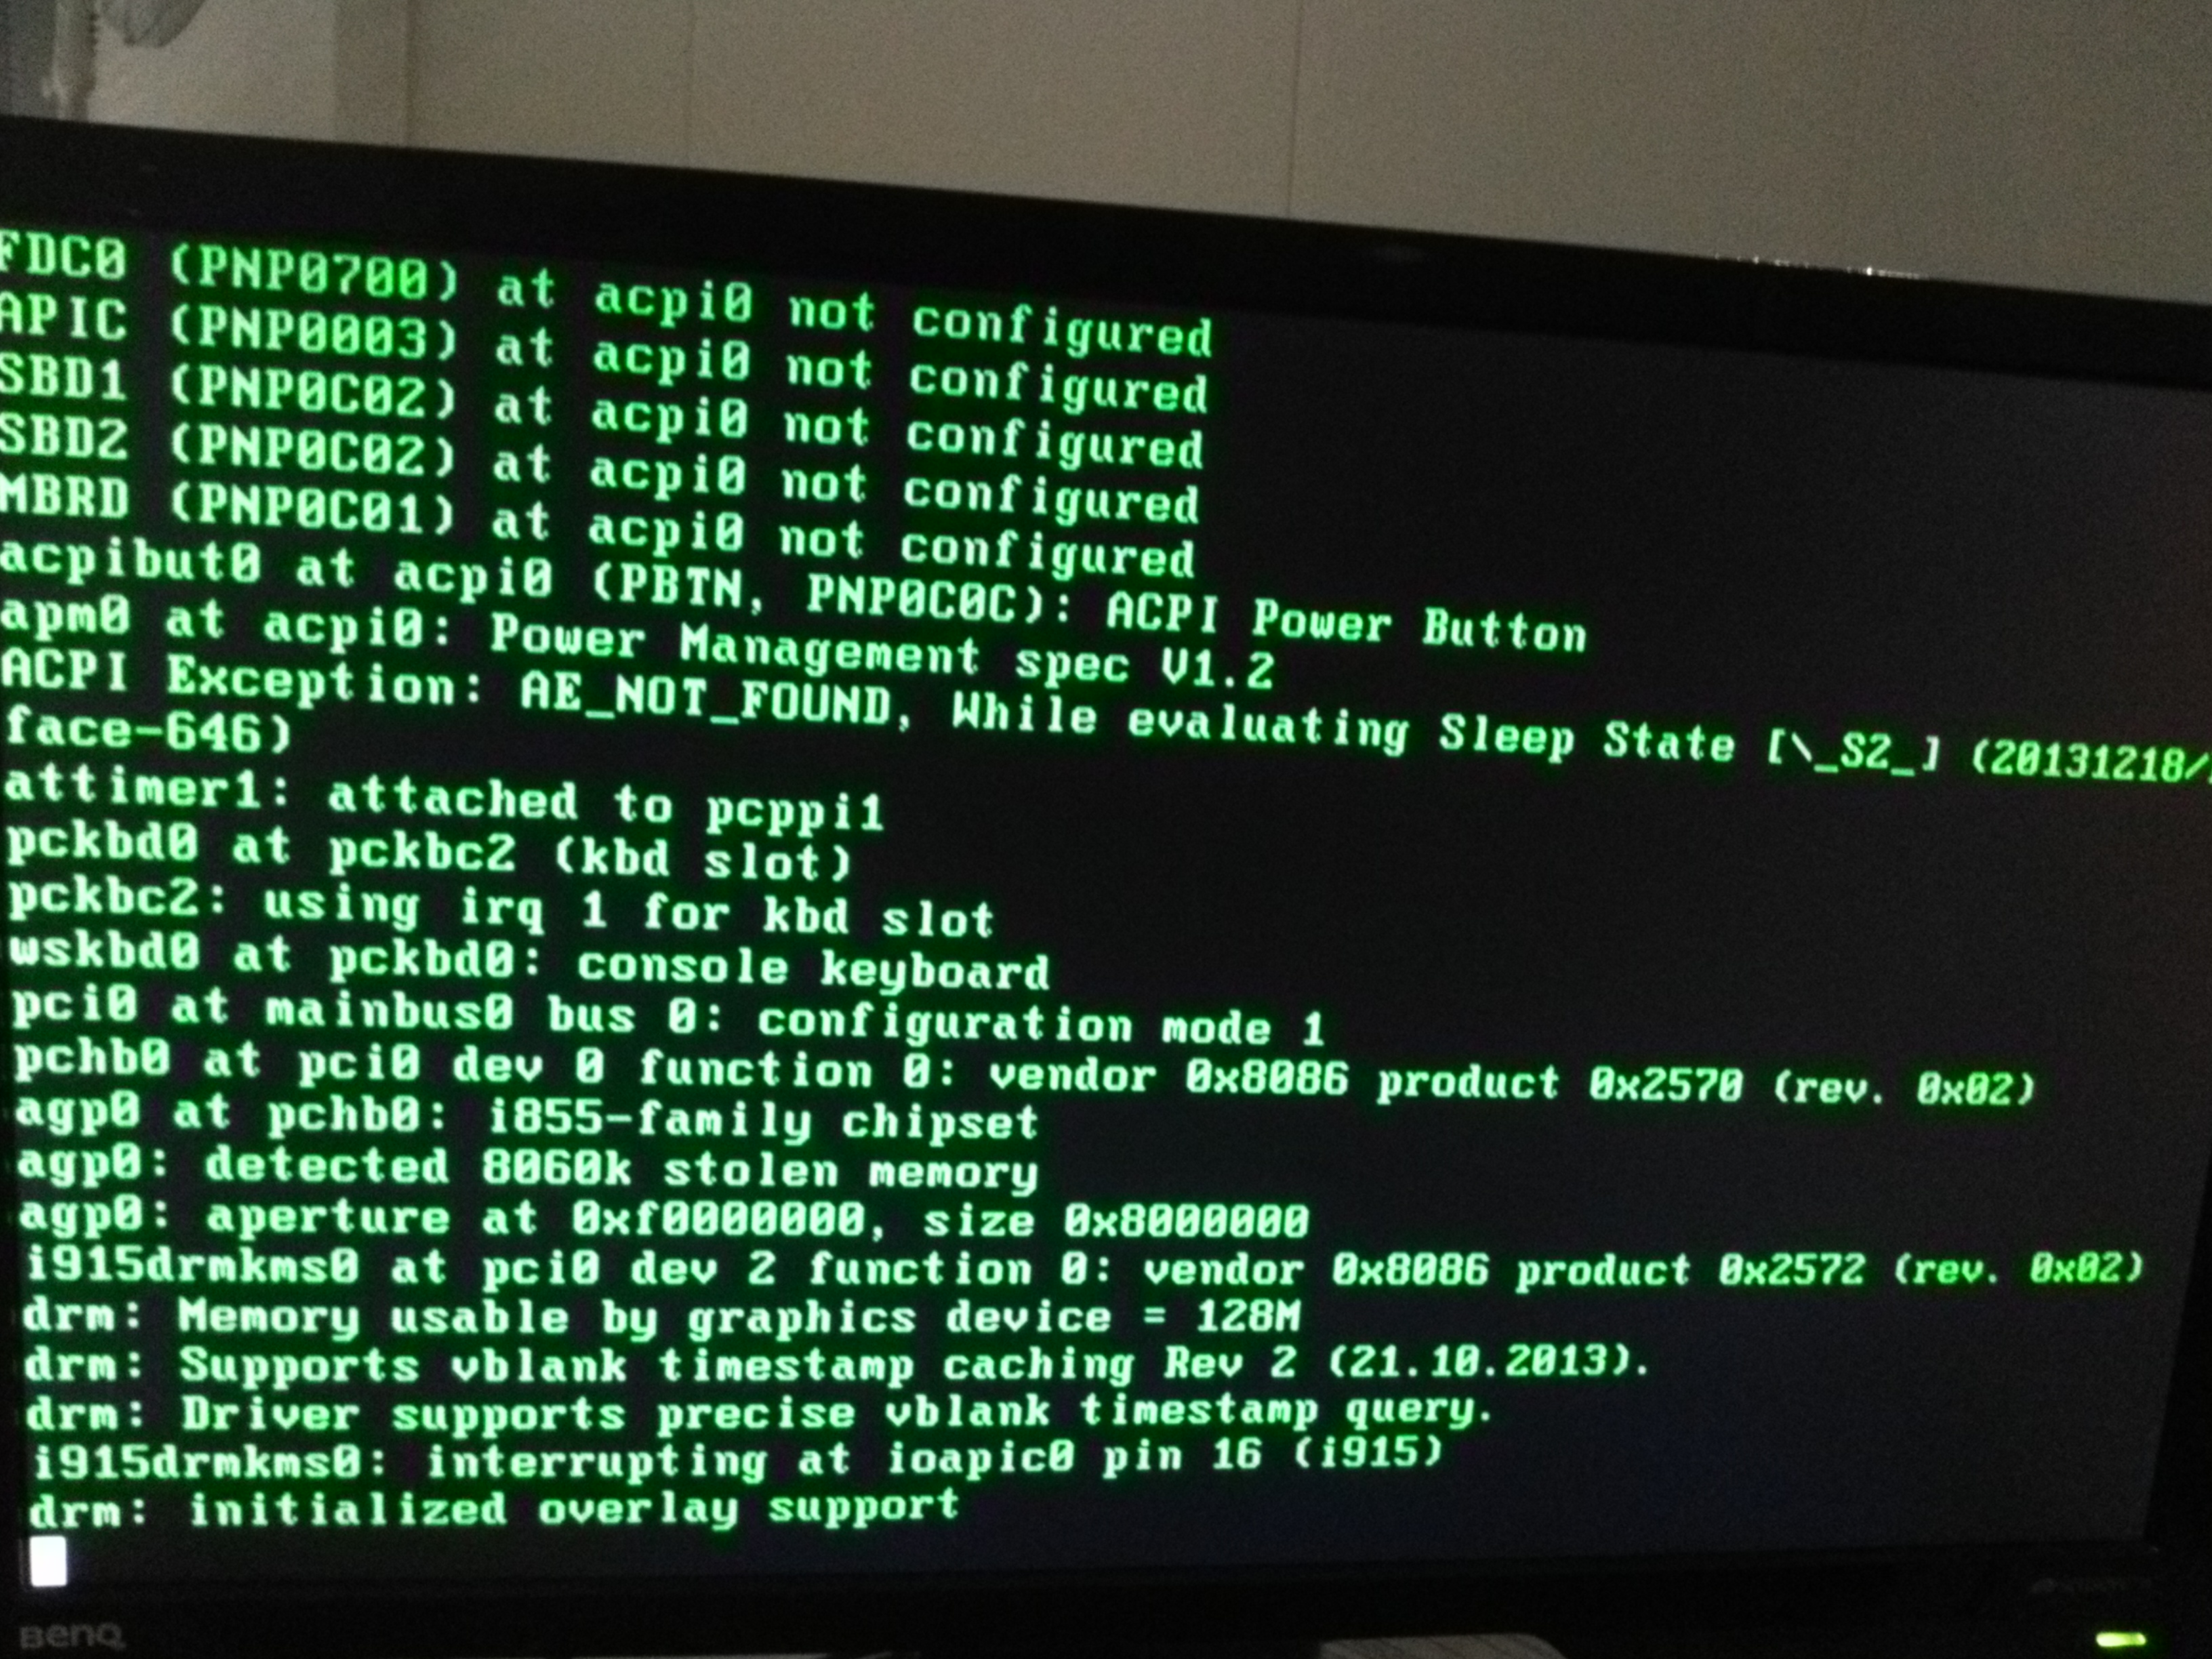 FDC0 (PNP0700) at acpi0 not configured
APIC (PNP0003) at acpi0 not configured
SBD1 (PNP0C02) at acpi0 not configured
SBD2 (PNP0C02) at acpi0 not configured
MBRD (PNP0C01) at acpi0 not configured
acpibut0 at acpi0 (PBTN, PNP0C0C): ACPI Power Button
apm0 at acpi0: Power Management spec V1.2
ACPI Exception: AE_NOT_FOUND, While evaluating Sleep State [\_S2_] (20131218/
face-646)
attimer1: attached to pcppi1
pckbd0 at pckbc2 (kbd slot)
pckbc2: using irq 1 for kbd slot
wskbd0 at pckbd0: console keyboard
pci0 at mainbus0 bus 0: configuration mode 1
pchb0 at pci0 dev 0 function 0: vendor 0x8086 product 0x2570 (rev. 0x02)
agp0 at pchb0: i855-family chipset
agp0: detected 8060k stolen memory
agp0: aperture at 0xf0000000, size 0x8000000
i915drmkms0 at pci0 dev 2 function 0: vendor 0x8086 product 0x2572 (rev. 0x02)
drm: Memory usable by graphics device = 128M
drm: Supports vblank timestamp caching Rev 2 (21.10.2013).
drm: Driver supports precise vblank timestamp query.
i915drmkms0: interrupting at ioapic0 pin 16 (i915)
drm: initialized overlay support
BenQ